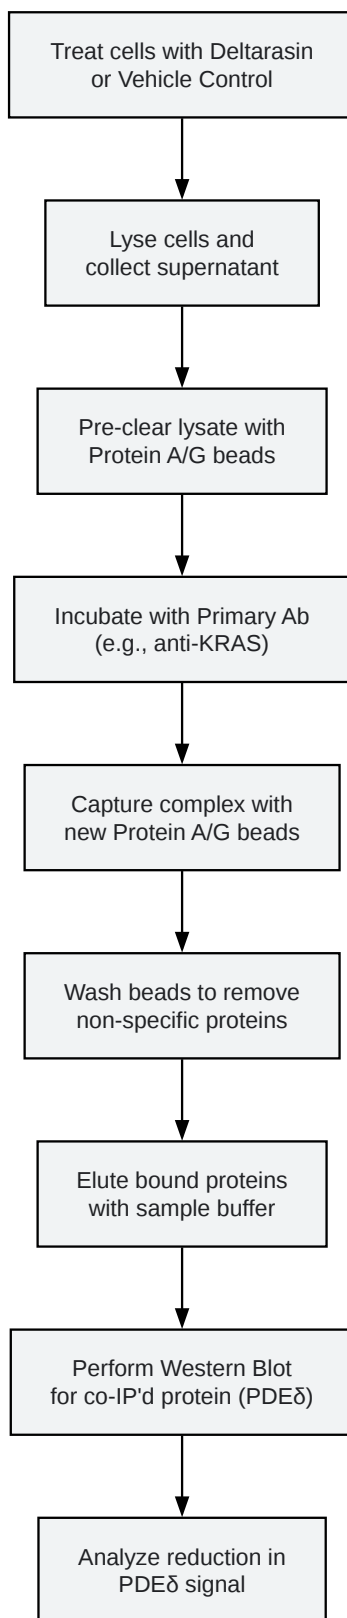 Treat cells with Deltarasin
or Vehicle Control
Lyse cells and
collect supernatant
Pre-clear lysate with
Protein A/G beads
Incubate with Primary Ab
(e.g., anti-KRAS)
Capture complex with
new Protein A/G beads
Wash beads to remove
non-specific proteins
Elute bound proteins
with sample buffer
Perform Western Blot
for co-IP'd protein (PDEδ)
Analyze reduction in
PDEδ signal